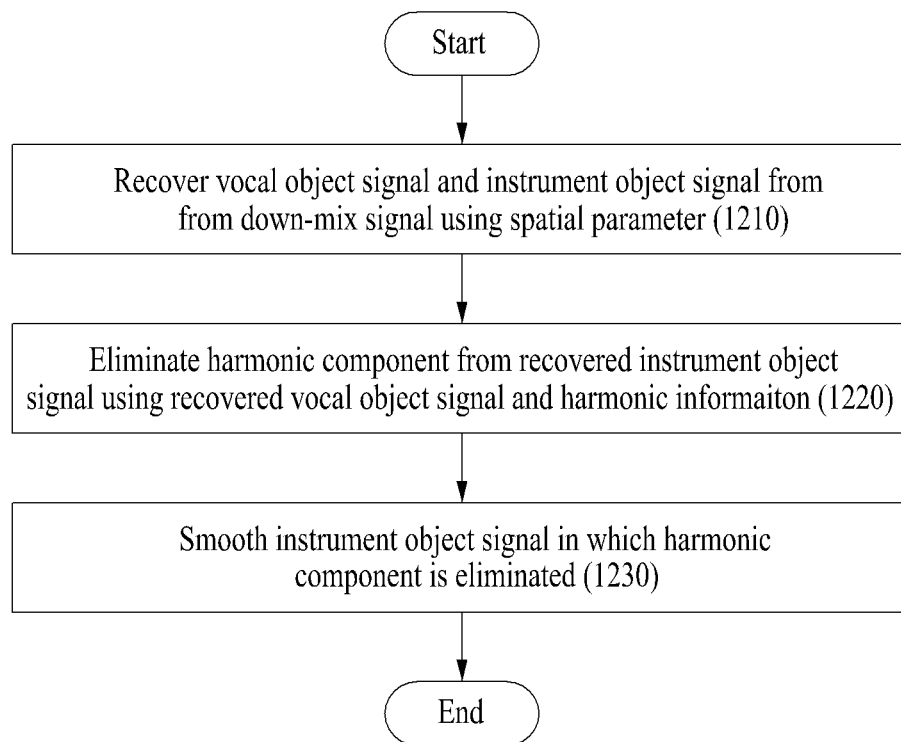 Start
Recover vocal object signal and instrument object signal from
from down-mix signal using spatial parameter (1210)
Eliminate harmonic component from recovered instrument object
signal using recovered vocal object signal and harmonic informaiton (1220)
Smooth instrument object signal in which harmonic
component is eliminated (1230)
End